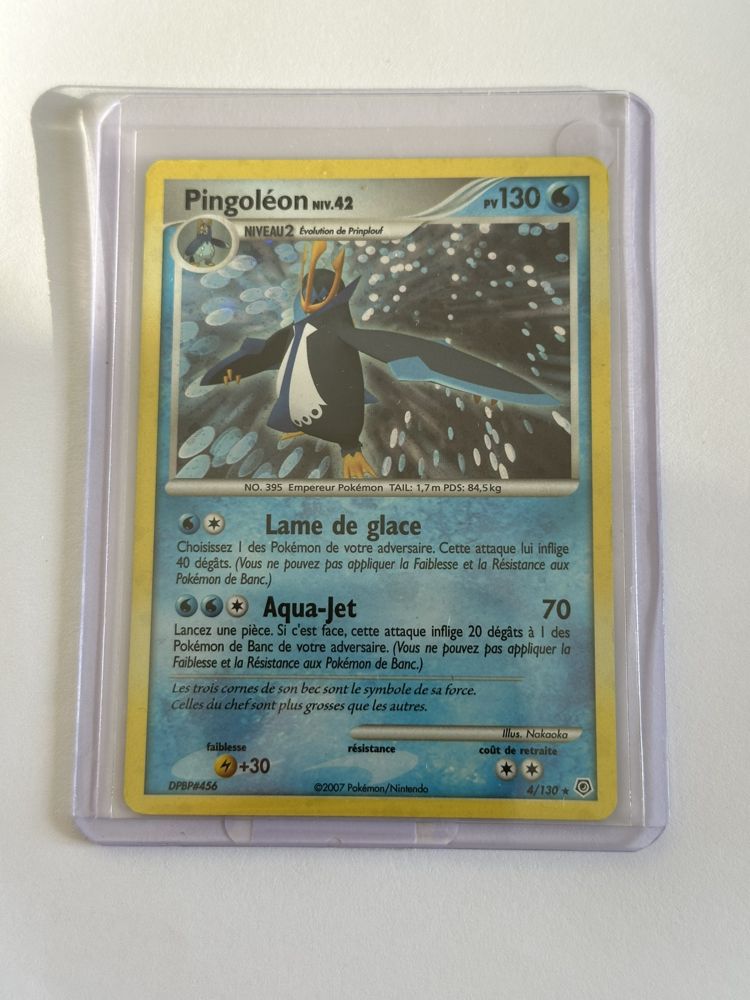 Pingoléon NIV.42 PV 130
NIVEAU 2 Évolution de Prinplouf
NO. 395 Empereur Pokémon TAIL: 1,7 m PDS: 84,5 kg
Lame de glace
Choisissez 1 des Pokémon de votre adversaire. Cette attaque lui inflige
40 dégâts. (Vous ne pouvez pas appliquer la Faiblesse et la Résistance aux
Pokémon de Banc.)
Aqua-Jet 70
Lancez une pièce. Si c'est face, cette attaque inflige 20 dégâts à 1 des
Pokémon de Banc de votre adversaire. (Vous ne pouvez pas appliquer la
Faiblesse et la Résistance aux Pokémon de Banc.)
Les trois cornes de son bec sont le symbole de sa force.
Celles du chef sont plus grosses que les autres.
Illus. Nakaoka
faiblesse résistance coût de retraite
+30
DPBP#456 ©2007 Pokémon/Nintendo 4/130 ★